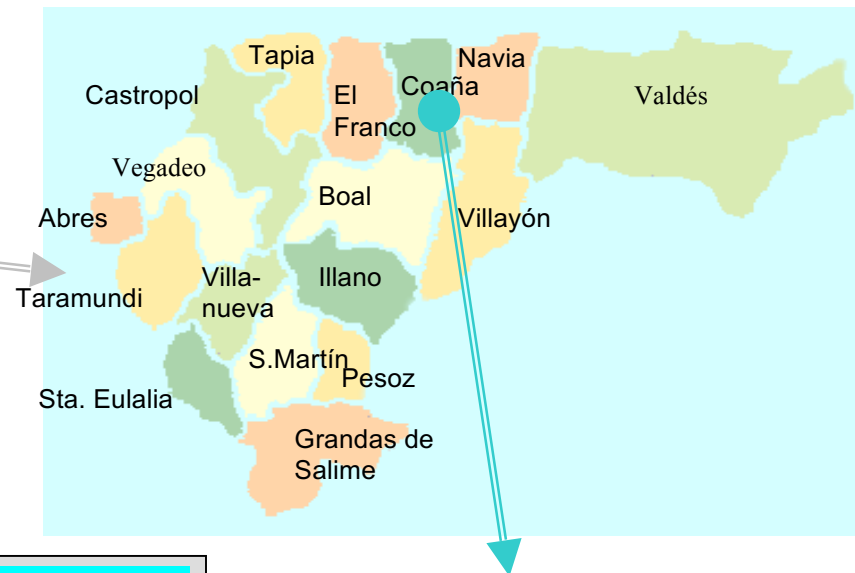 Tapia
Navia
Castropol
El
Franco
Coaña
Valdés
Vegadeo
Boal
Abres
Villayón
Taramundi
Villa-
nueva
Illano
S.Martín
Pesoz
Sta. Eulalia
Grandas de
Salime